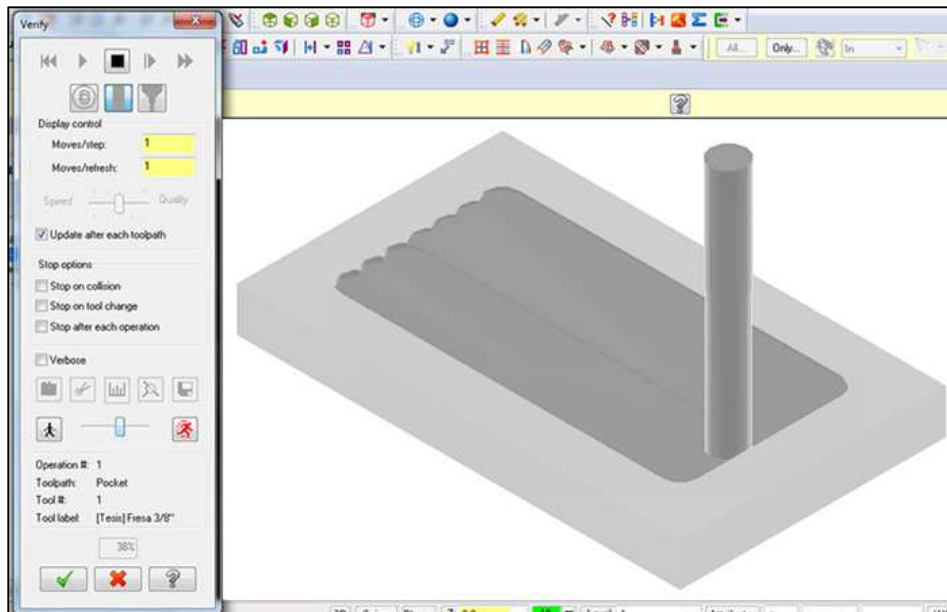 Verify
All...
Only...
In
Display control
Moves/step: 1
Moves/refresh: 1
Speed
Quality
Update after each toolpath
Stop options
Stop on collision
Stop on tool change
Stop after each operation
Verbose
Operation #: 1
Toolpath: Pocket
Tool #: 1
Tool label: [Tesis] Fresa 3/8"
38%